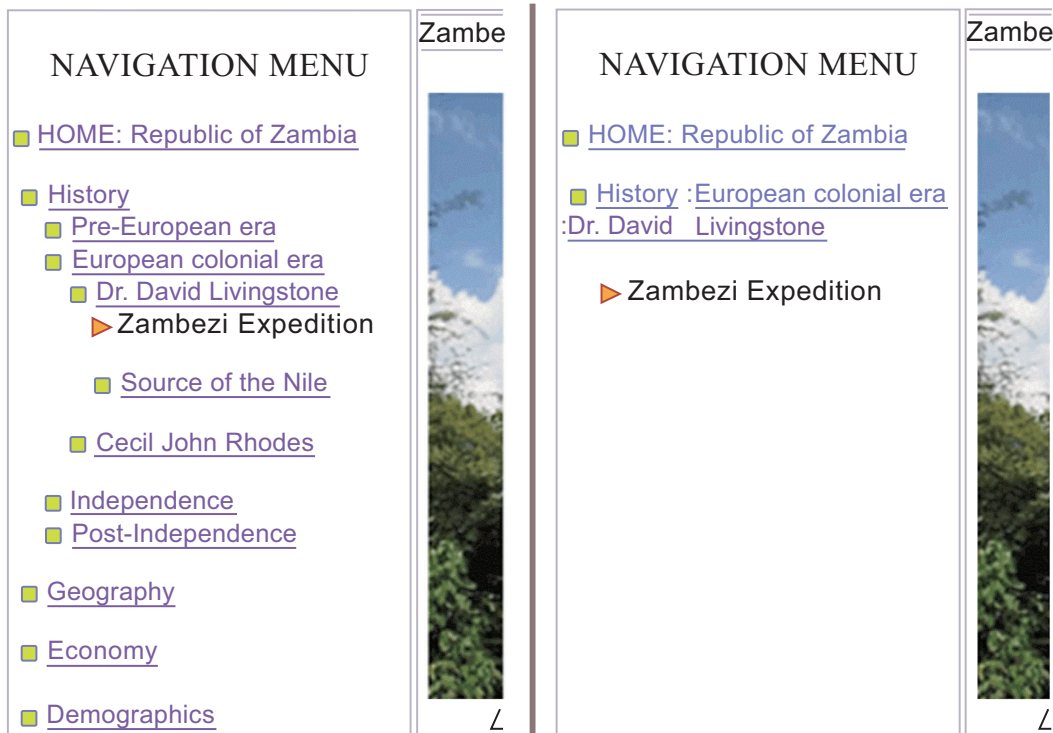 Zambe
NAVIGATION MENU
HOME: Republic of Zambia
History
Pre-European era
European colonial era
Dr. David Livingstone
Zambezi Expedition
Source of the Nile
Cecil John Rhodes
Independence
Post-Independence
Geography
Economy
Demographics
Zambe
NAVIGATION MENU
HOME: Republic of Zambia
History :European colonial era
:Dr. David Livingstone
Zambezi Expedition